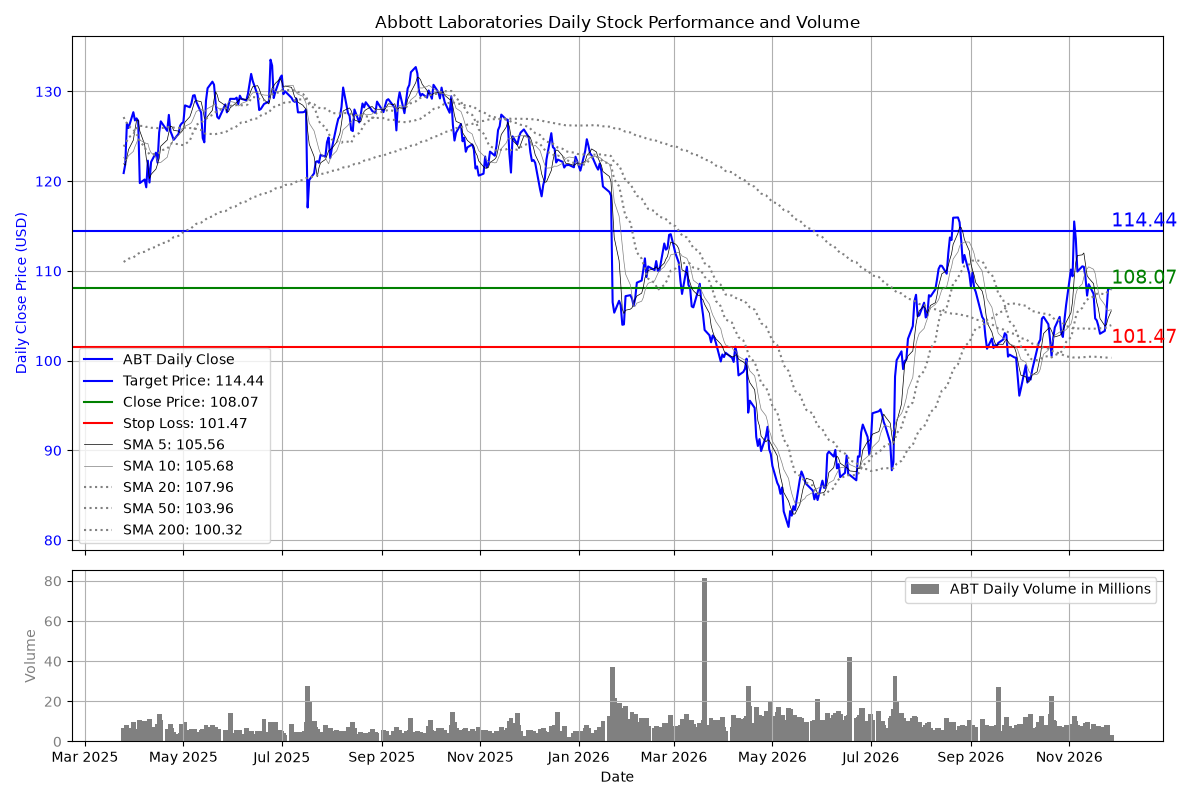 Abbott Laboratories Daily Stock Performance and Volume
Daily Close Price (USD)
130
120
110
100
90
80
114.44
108.07
101.47
ABT Daily Close
Target Price: 114.44
Close Price: 108.07
Stop Loss: 101.47
SMA 5: 105.56
SMA 10: 105.68
SMA 20: 107.96
SMA 50: 103.96
SMA 200: 100.32
Volume
80
60
40
20
0
ABT Daily Volume in Millions
Mar 2025 May 2025 Jul 2025 Sep 2025 Nov 2025 Jan 2026 Mar 2026 May 2026 Jul 2026 Sep 2026 Nov 2026
Date